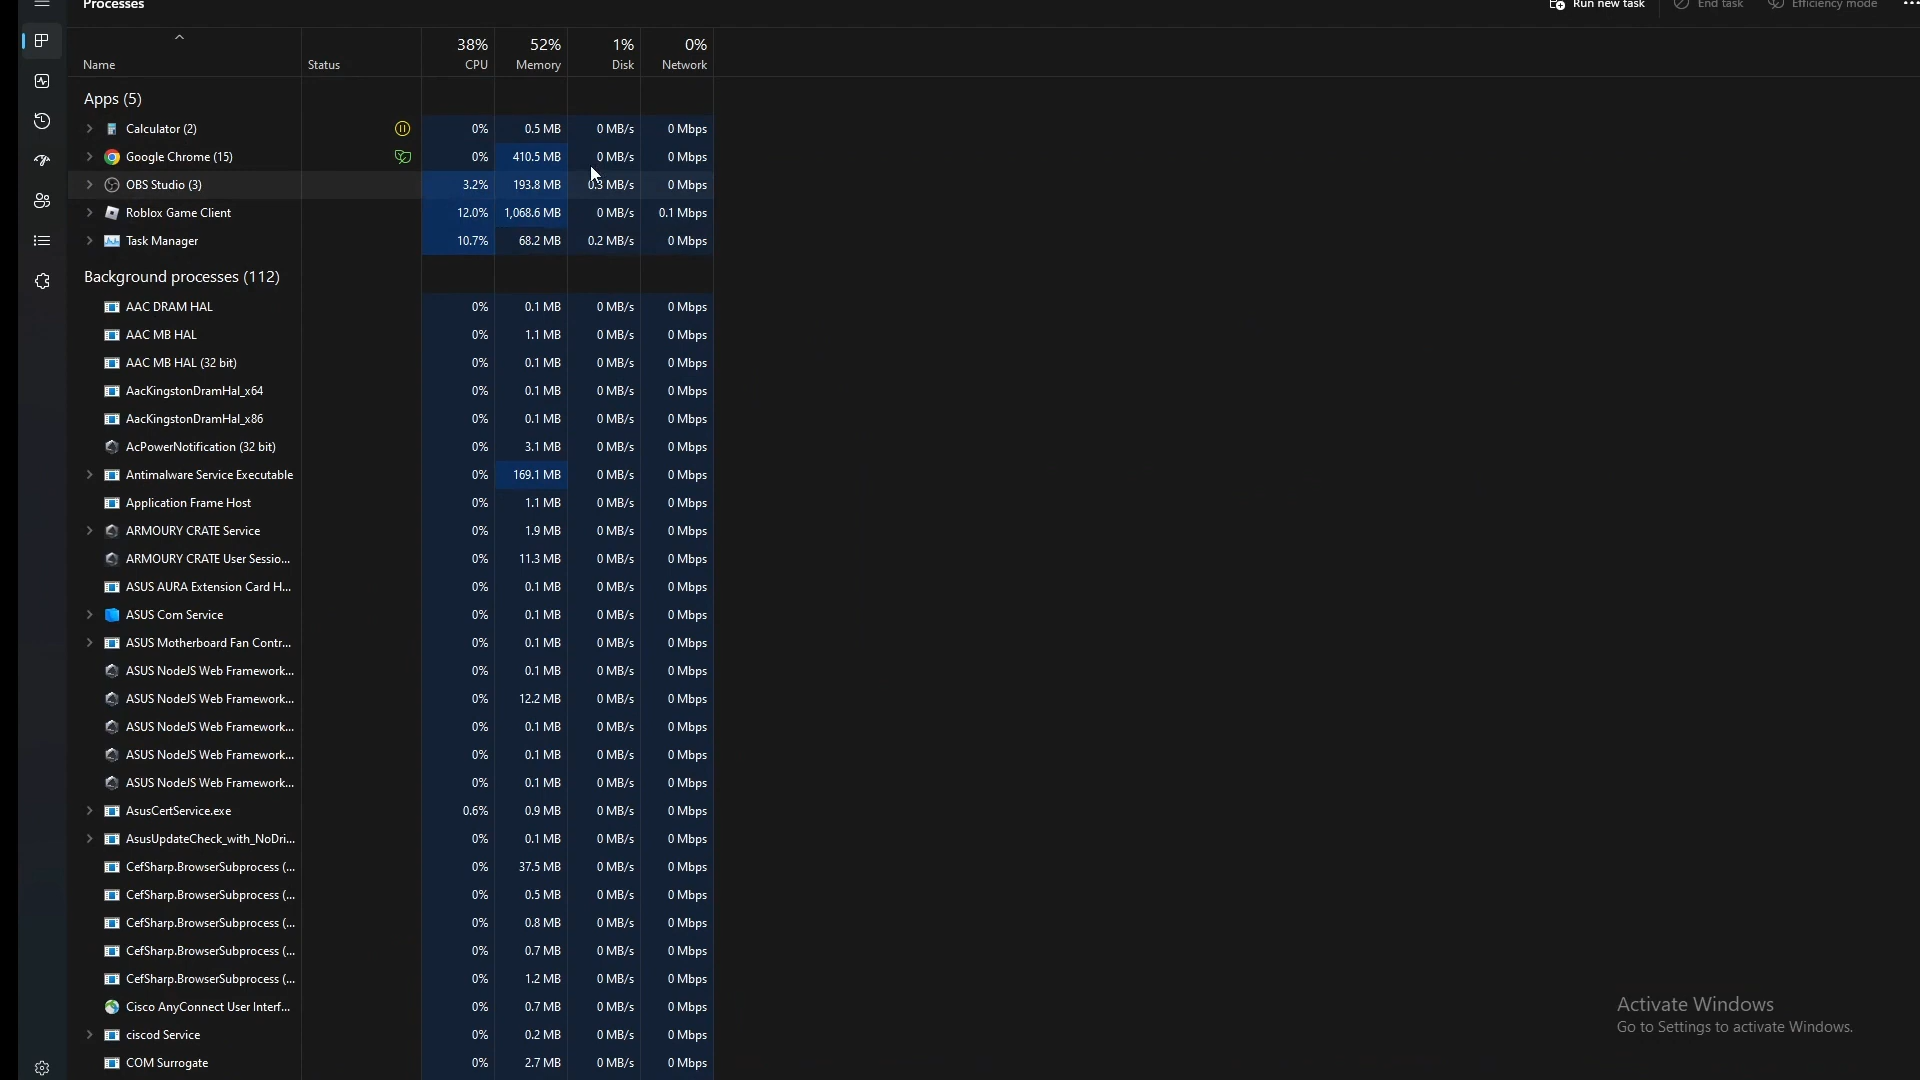 Processes
Run new task
End task
Efficiency mode
38% 52% 1% 0%
Name Status CPU Memory Disk Network
Apps (5)
Calculator (2) 0% 0.5 MB 0 MB/s 0 Mbps
Google Chrome (15) 0% 410.5 MB 0 MB/s 0 Mbps
OBS Studio (3) 3.2% 193.8 MB 0.3 MB/s 0 Mbps
Roblox Game Client 12.0% 1,068.6 MB 0 MB/s 0.1 Mbps
Task Manager 10.7% 68.2 MB 0.2 MB/s 0 Mbps
Background processes (112)
AAC DRAM HAL 0% 0.1 MB 0 MB/s 0 Mbps
AAC MB HAL 0% 1.1 MB 0 MB/s 0 Mbps
AAC MB HAL (32 bit) 0% 0.1 MB 0 MB/s 0 Mbps
AacKingstonDramHal_x64 0% 0.1 MB 0 MB/s 0 Mbps
AacKingstonDramHal_x86 0% 0.1 MB 0 MB/s 0 Mbps
AcPowerNotification (32 bit) 0% 3.1 MB 0 MB/s 0 Mbps
Antimalware Service Executable 0% 169.1 MB 0 MB/s 0 Mbps
Application Frame Host 0% 1.1 MB 0 MB/s 0 Mbps
ARMOURY CRATE Service 0% 1.9 MB 0 MB/s 0 Mbps
ARMOURY CRATE User Sessio... 0% 11.3 MB 0 MB/s 0 Mbps
ASUS AURA Extension Card H... 0% 0.1 MB 0 MB/s 0 Mbps
ASUS Com Service 0% 0.1 MB 0 MB/s 0 Mbps
ASUS Motherboard Fan Contr... 0% 0.1 MB 0 MB/s 0 Mbps
ASUS NodeJS Web Framework... 0% 0.1 MB 0 MB/s 0 Mbps
ASUS NodeJS Web Framework... 0% 12.2 MB 0 MB/s 0 Mbps
ASUS NodeJS Web Framework... 0% 0.1 MB 0 MB/s 0 Mbps
ASUS NodeJS Web Framework... 0% 0.1 MB 0 MB/s 0 Mbps
ASUS NodeJS Web Framework... 0% 0.1 MB 0 MB/s 0 Mbps
AsusCertService.exe 0.6% 0.9 MB 0 MB/s 0 Mbps
AsusUpdateCheck_with_NoDri... 0% 0.1 MB 0 MB/s 0 Mbps
CefSharp.BrowserSubprocess (... 0% 37.5 MB 0 MB/s 0 Mbps
CefSharp.BrowserSubprocess (... 0% 0.5 MB 0 MB/s 0 Mbps
CefSharp.BrowserSubprocess (... 0% 0.8 MB 0 MB/s 0 Mbps
CefSharp.BrowserSubprocess (... 0% 0.7 MB 0 MB/s 0 Mbps
CefSharp.BrowserSubprocess (... 0% 1.2 MB 0 MB/s 0 Mbps
Cisco AnyConnect User Interf... 0% 0.7 MB 0 MB/s 0 Mbps
ciscod Service 0% 0.2 MB 0 MB/s 0 Mbps
COM Surrogate 0% 2.7 MB 0 MB/s 0 Mbps
Activate Windows
Go to Settings to activate Windows.